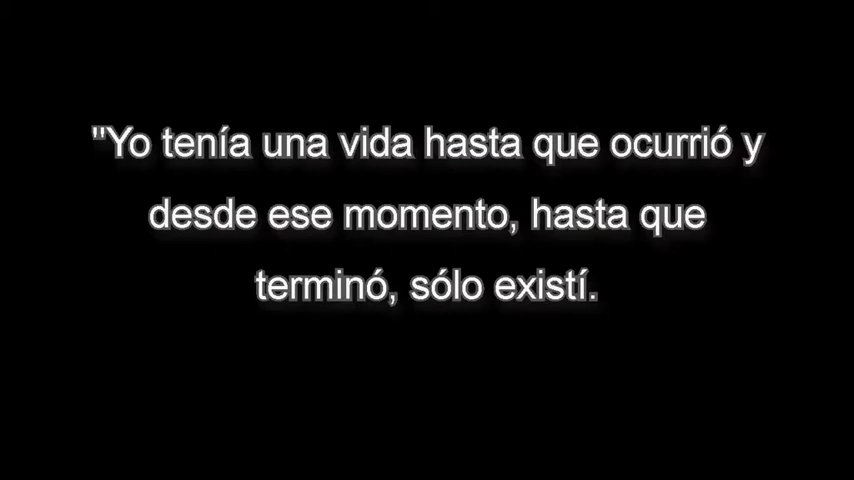 "Yo tenía una vida hasta que ocurrió y
desde ese momento, hasta que
terminó, sólo existí.